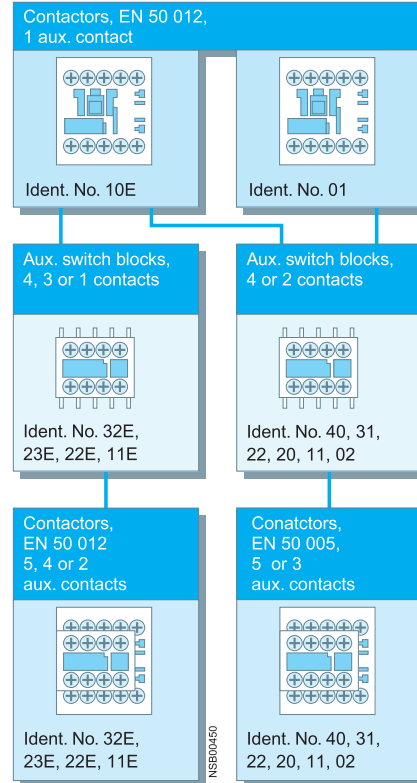 Contactors, EN 50 012,
1 aux. contact
Ident. No. 10E
Ident. No. 01
Aux. switch blocks,
4, 3 or 1 contacts
Aux. switch blocks,
4 or 2 contacts
Ident. No. 32E,
23E, 22E, 11E
Ident. No. 40, 31,
22, 20, 11, 02
Contactors,
EN 50 012
5, 4 or 2
aux. contacts
Conatctors,
EN 50 005,
5 or 3
aux. contacts
Ident. No. 32E,
23E, 22E, 11E
NSB00450
Ident. No. 40, 31,
22, 20, 11, 02